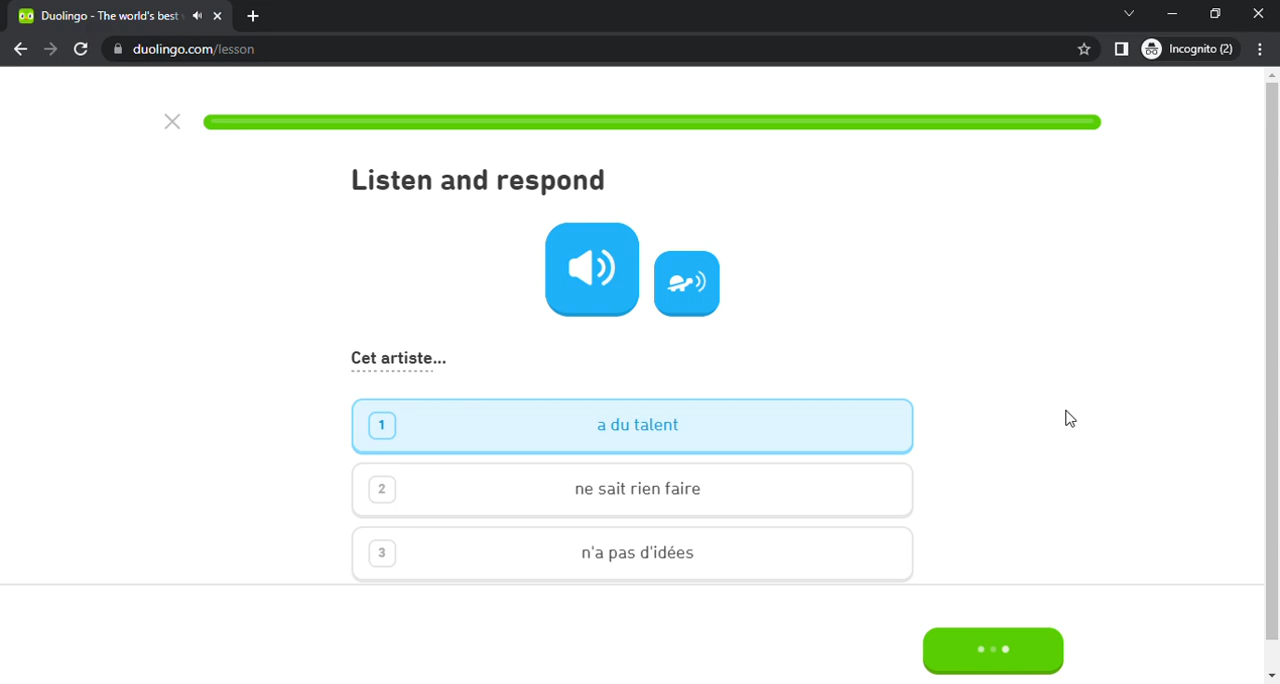 Duolingo - The world's best
duolingo.com/lesson
Incognito (2)
Listen and respond
Cet artiste...
1 a du talent
2 ne sait rien faire
3 n'a pas d'idées